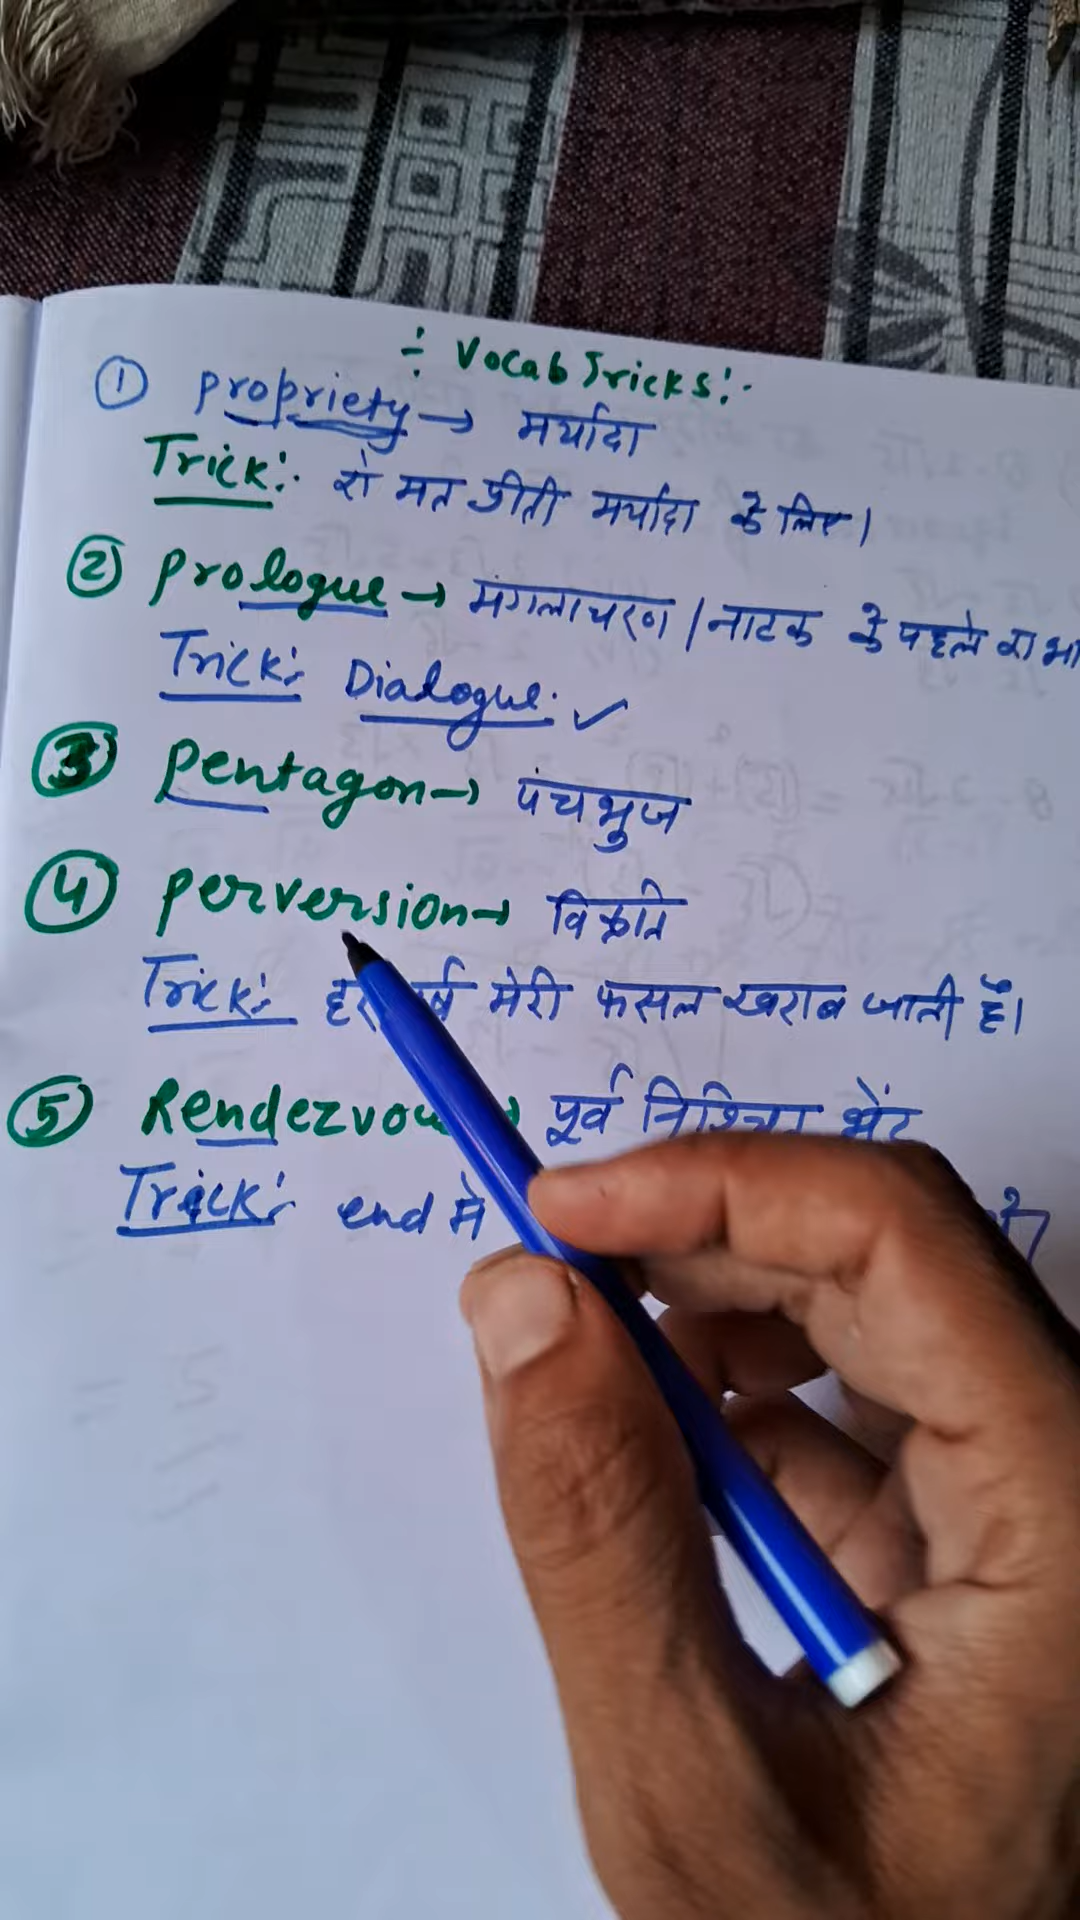 ÷ Vocab Tricks:-
① Propriety → मर्यादा
Trick:- रो मत प्रीती मर्यादा के लिए।
② Prologue → मंगलाचरण / नाटक के पहले का भा
Trick:- Dialogue. ✓
③ Pentagon → पंचभुज
④ Perversion → विकृति
Trick:- मेरी फसल खराब जाती है।
⑤ पूर्व निश्चित भेंट
Trick:- end मे